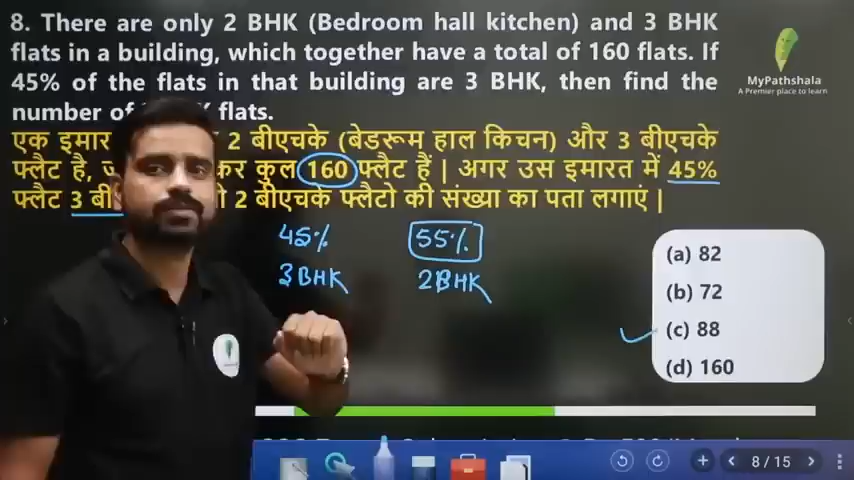 8. There are only 2 BHK (Bedroom hall kitchen) and 3 BHK
flats in a building, which together have a total of 160 flats. If
45% of the flats in that building are 3 BHK, then find the
number of flats.
एक इमार 2 बीएचके (बेडरूम हाल किचन) और 3 बीएचके
फ्लैट है, कर कुल 160 फ्लैट हैं | अगर उस इमारत में 45%
फ्लैट 3 बी 2 बीएचके फ्लैटो की संख्या का पता लगाएं |
45% 55%
3BHK 2BHK
(a) 82
(b) 72
(c) 88
(d) 160
MyPathshala
A Premier place to learn
8 / 15